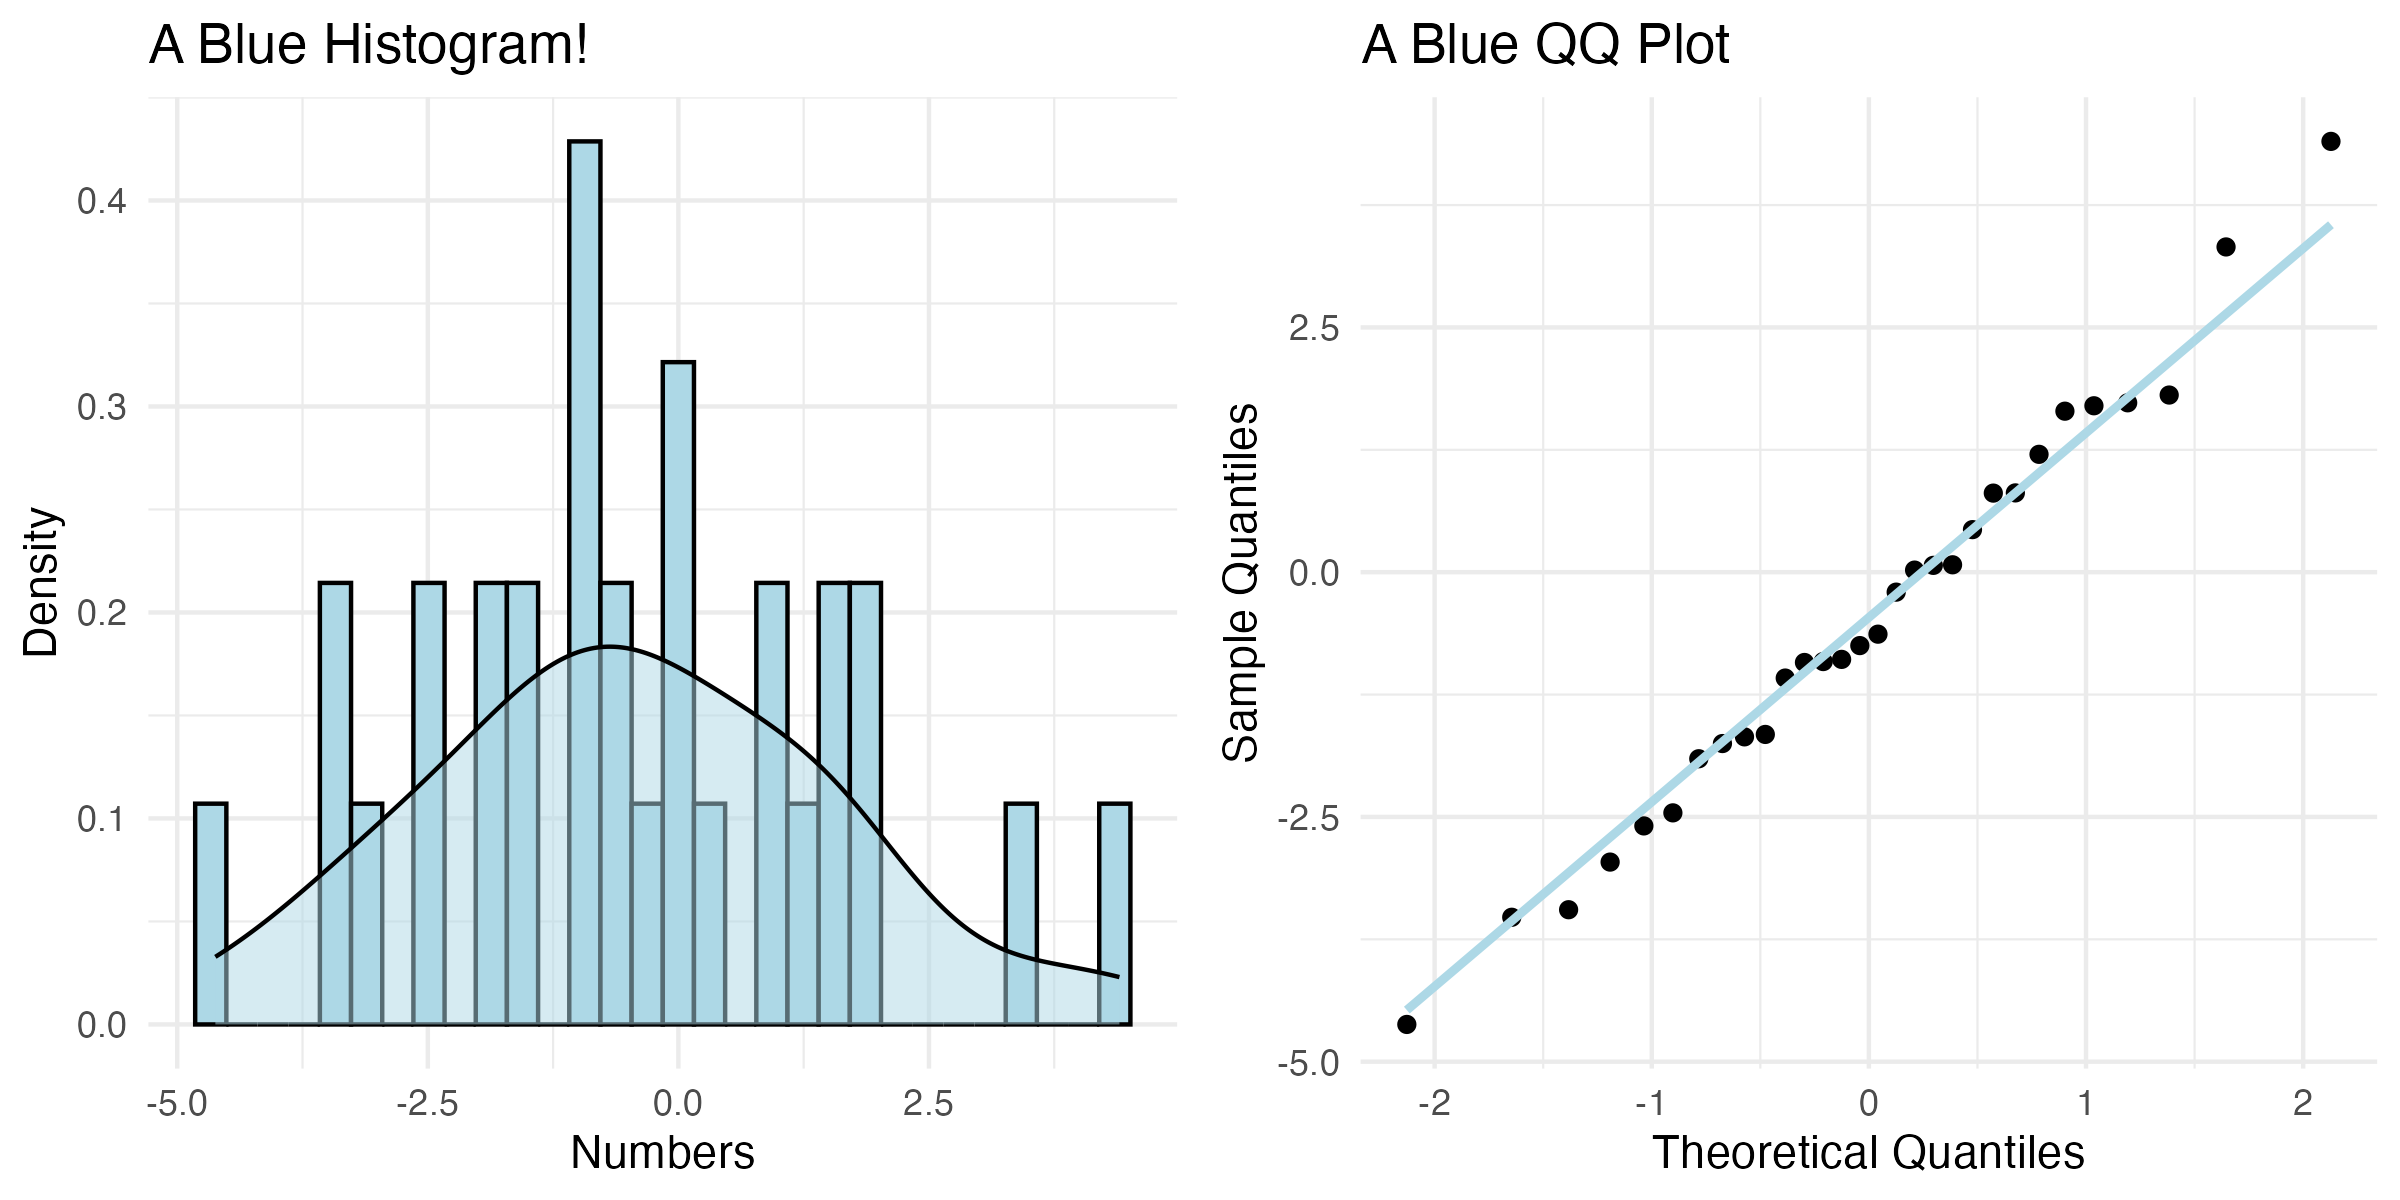 A Blue Histogram!
Density
0.4
0.3
0.2
0.1
0.0
-5.0 -2.5 0.0 2.5
Numbers
A Blue QQ Plot
Sample Quantiles
2.5
0.0
-2.5
-5.0
-2 -1 0 1 2
Theoretical Quantiles